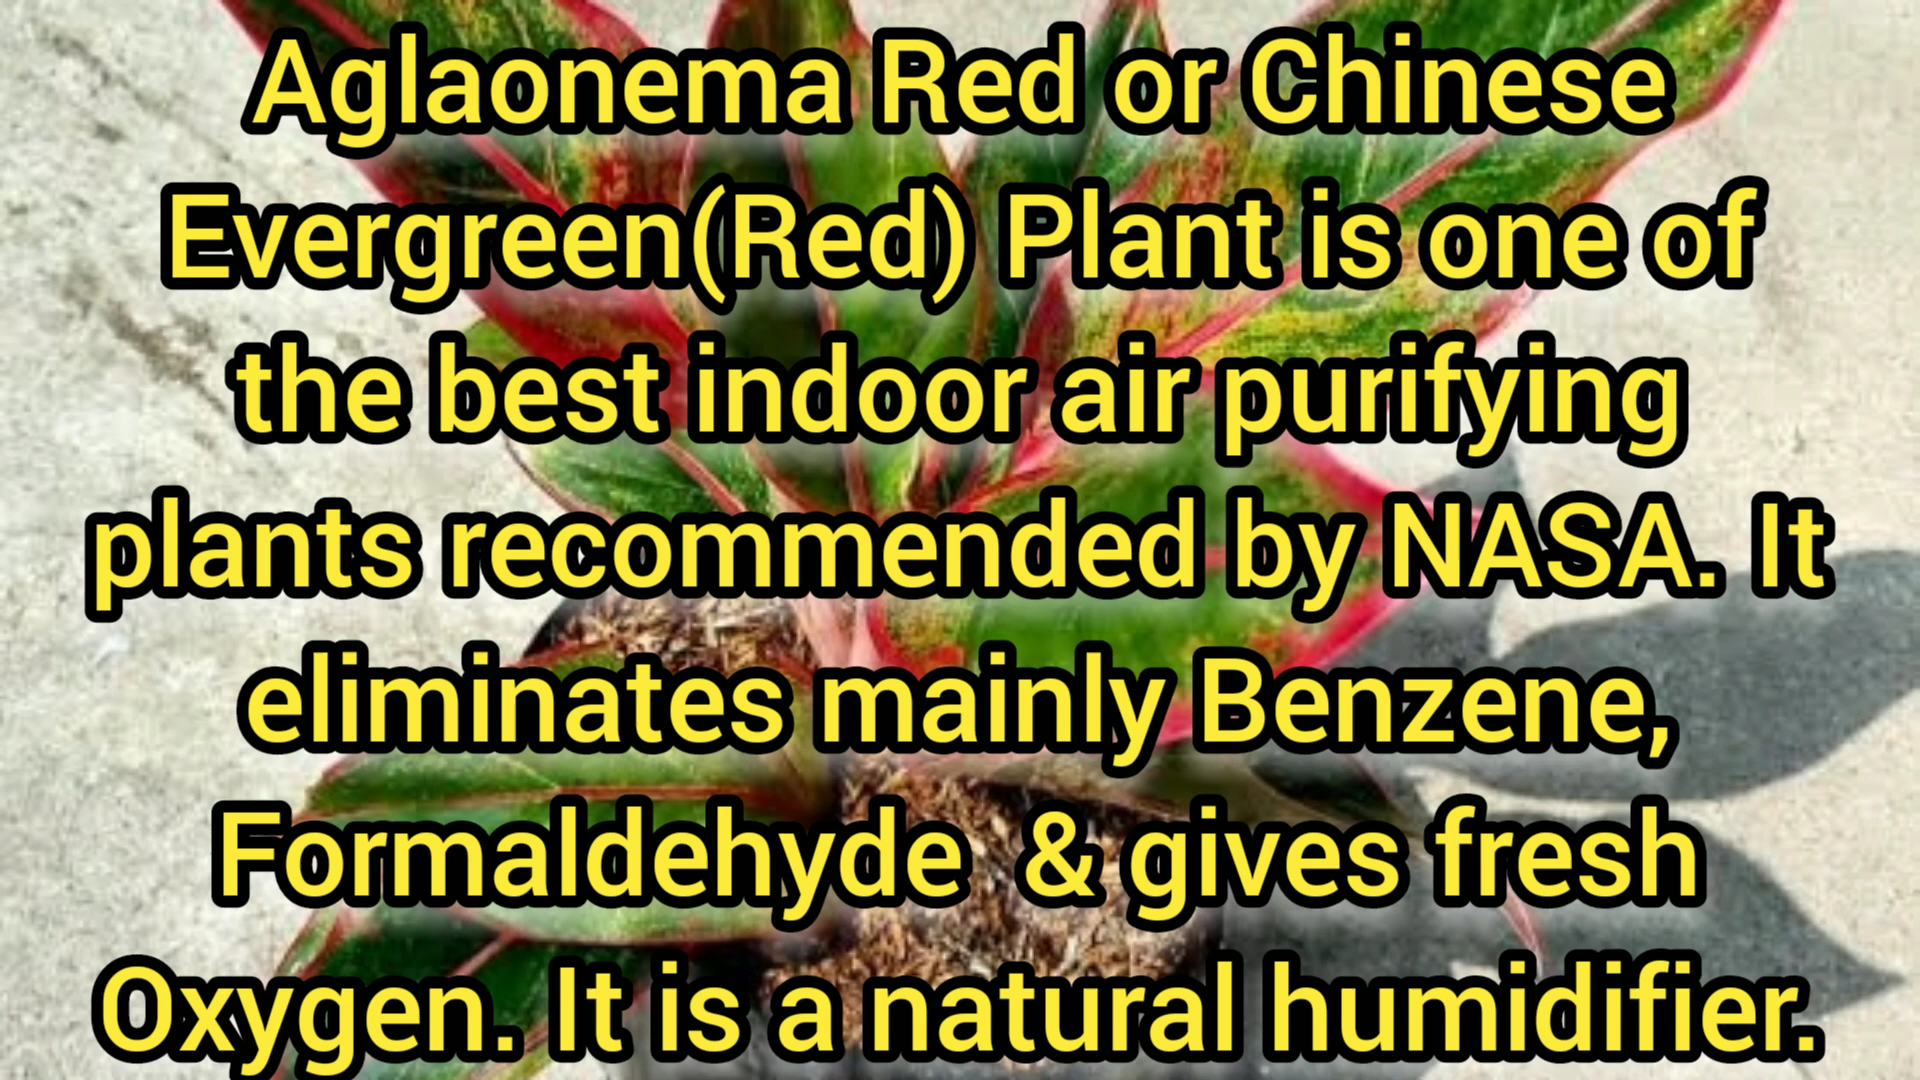 Aglaonema Red or Chinese
Evergreen(Red) Plant is one of
the best indoor air purifying
plants recommended by NASA. It
eliminates mainly Benzene,
Formaldehyde  & gives fresh
Oxygen. It is a natural humidifier.